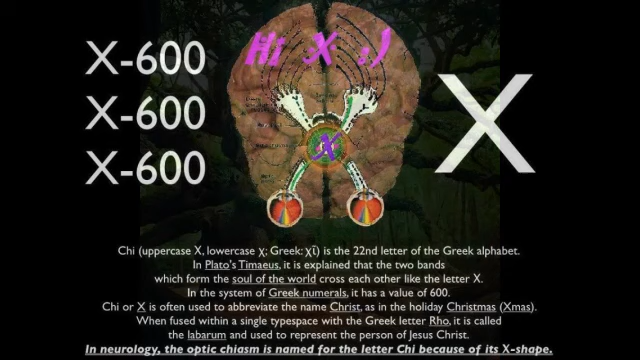 Hi X :)
X-600
X-600
X-600
X
X
Chi (uppercase X, lowercase χ; Greek: χῖ) is the 22nd letter of the Greek alphabet.
In Plato's Timaeus, it is explained that the two bands
which form the soul of the world cross each other like the letter X.
In the system of Greek numerals, it has a value of 600.
Chi or X is often used to abbreviate the name Christ, as in the holiday Christmas (Xmas).
When fused within a single typespace with the Greek letter Rho, it is called
the labarum and used to represent the person of Jesus Christ.
In neurology, the optic chiasm is named for the letter Chi because of its X-shape.